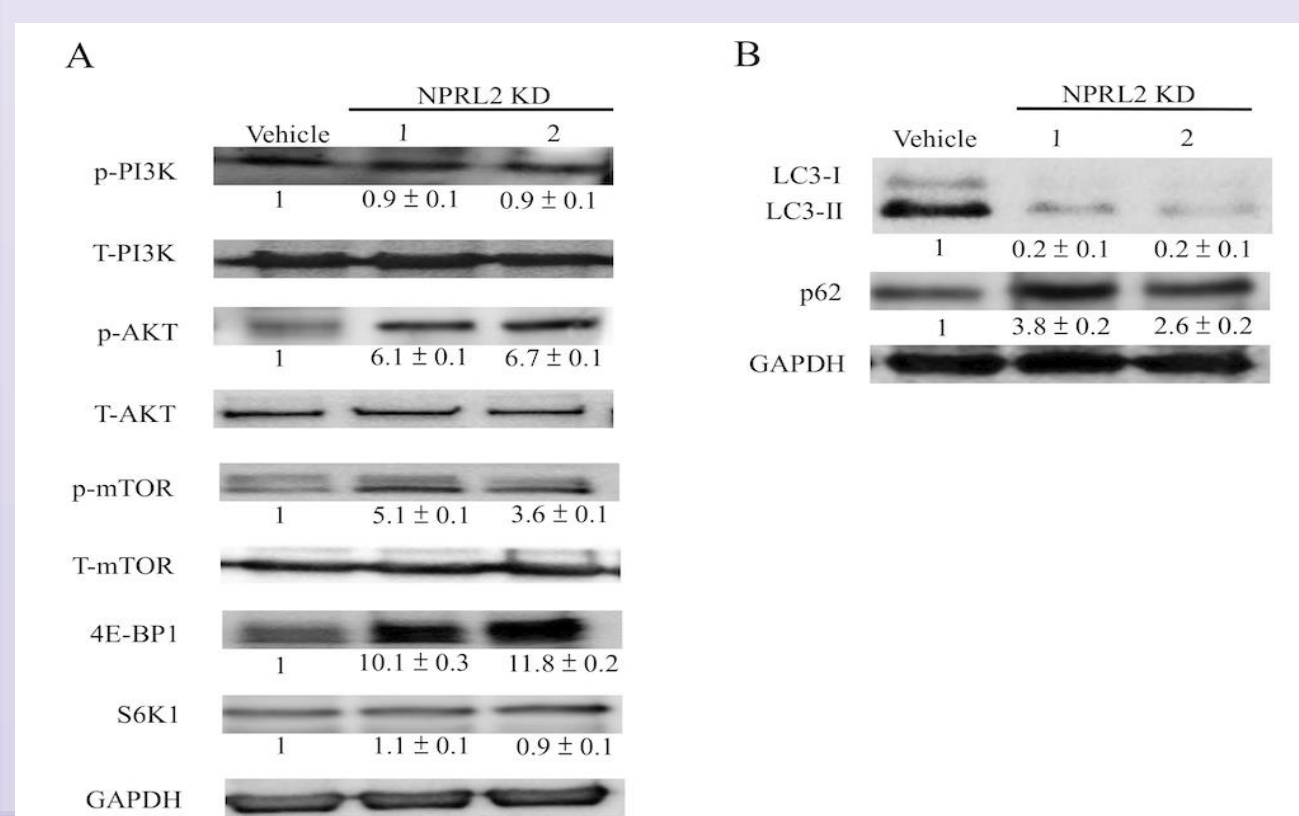 A
NPRL2 KD
Vehicle 1 2
p-PI3K
1 0.9 ± 0.1 0.9 ± 0.1
T-PI3K
p-AKT
1 6.1 ± 0.1 6.7 ± 0.1
T-AKT
p-mTOR
1 5.1 ± 0.1 3.6 ± 0.1
T-mTOR
4E-BP1
1 10.1 ± 0.3 11.8 ± 0.2
S6K1
1 1.1 ± 0.1 0.9 ± 0.1
GAPDH
B
NPRL2 KD
Vehicle 1 2
LC3-I
LC3-II
1 0.2 ± 0.1 0.2 ± 0.1
p62
1 3.8 ± 0.2 2.6 ± 0.2
GAPDH